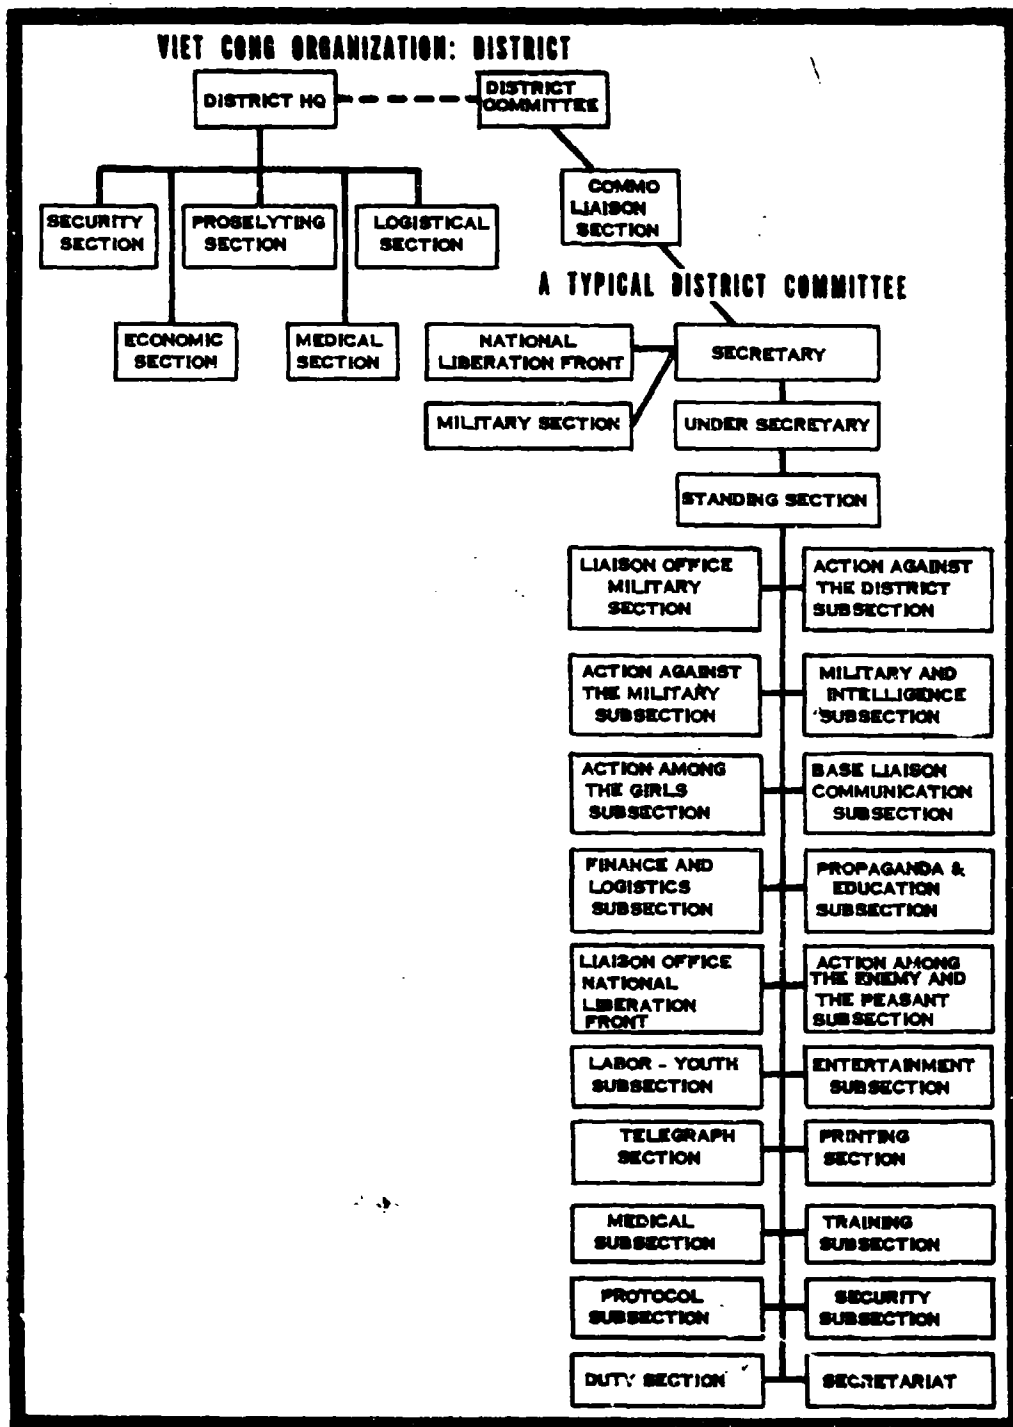 VIET CONG ORGANIZATION: DISTRICT
DISTRICT HQ
DISTRICT
COMMITTEE
COMMO
LIAISON
SECTION
SECURITY
SECTION
PROSELYTING
SECTION
LOGISTICAL
SECTION
ECONOMIC
SECTION
MEDICAL
SECTION
A TYPICAL DISTRICT COMMITTEE
NATIONAL
LIBERATION FRONT
SECRETARY
MILITARY SECTION
UNDER SECRETARY
STANDING SECTION
LIAISON OFFICE
MILITARY
SECTION
ACTION AGAINST
THE DISTRICT
SUBSECTION
ACTION AGAINST
THE MILITARY
SUBSECTION
MILITARY AND
INTELLIGENCE
SUBSECTION
ACTION AMONG
THE GIRLS
SUBSECTION
BASE LIAISON
COMMUNICATION
SUBSECTION
FINANCE AND
LOGISTICS
SUBSECTION
PROPAGANDA &
EDUCATION
SUBSECTION
LIAISON OFFICE
NATIONAL
LIBERATION
FRONT
ACTION AMONG
THE ENEMY AND
THE PEASANT
SUBSECTION
LABOR - YOUTH
SUBSECTION
ENTERTAINMENT
SUBSECTION
TELEGRAPH
SECTION
PRINTING
SECTION
MEDICAL
SUBSECTION
TRAINING
SUBSECTION
PROTOCOL
SUBSECTION
SECURITY
SUBSECTION
DUTY SECTION
SECRETARIAT